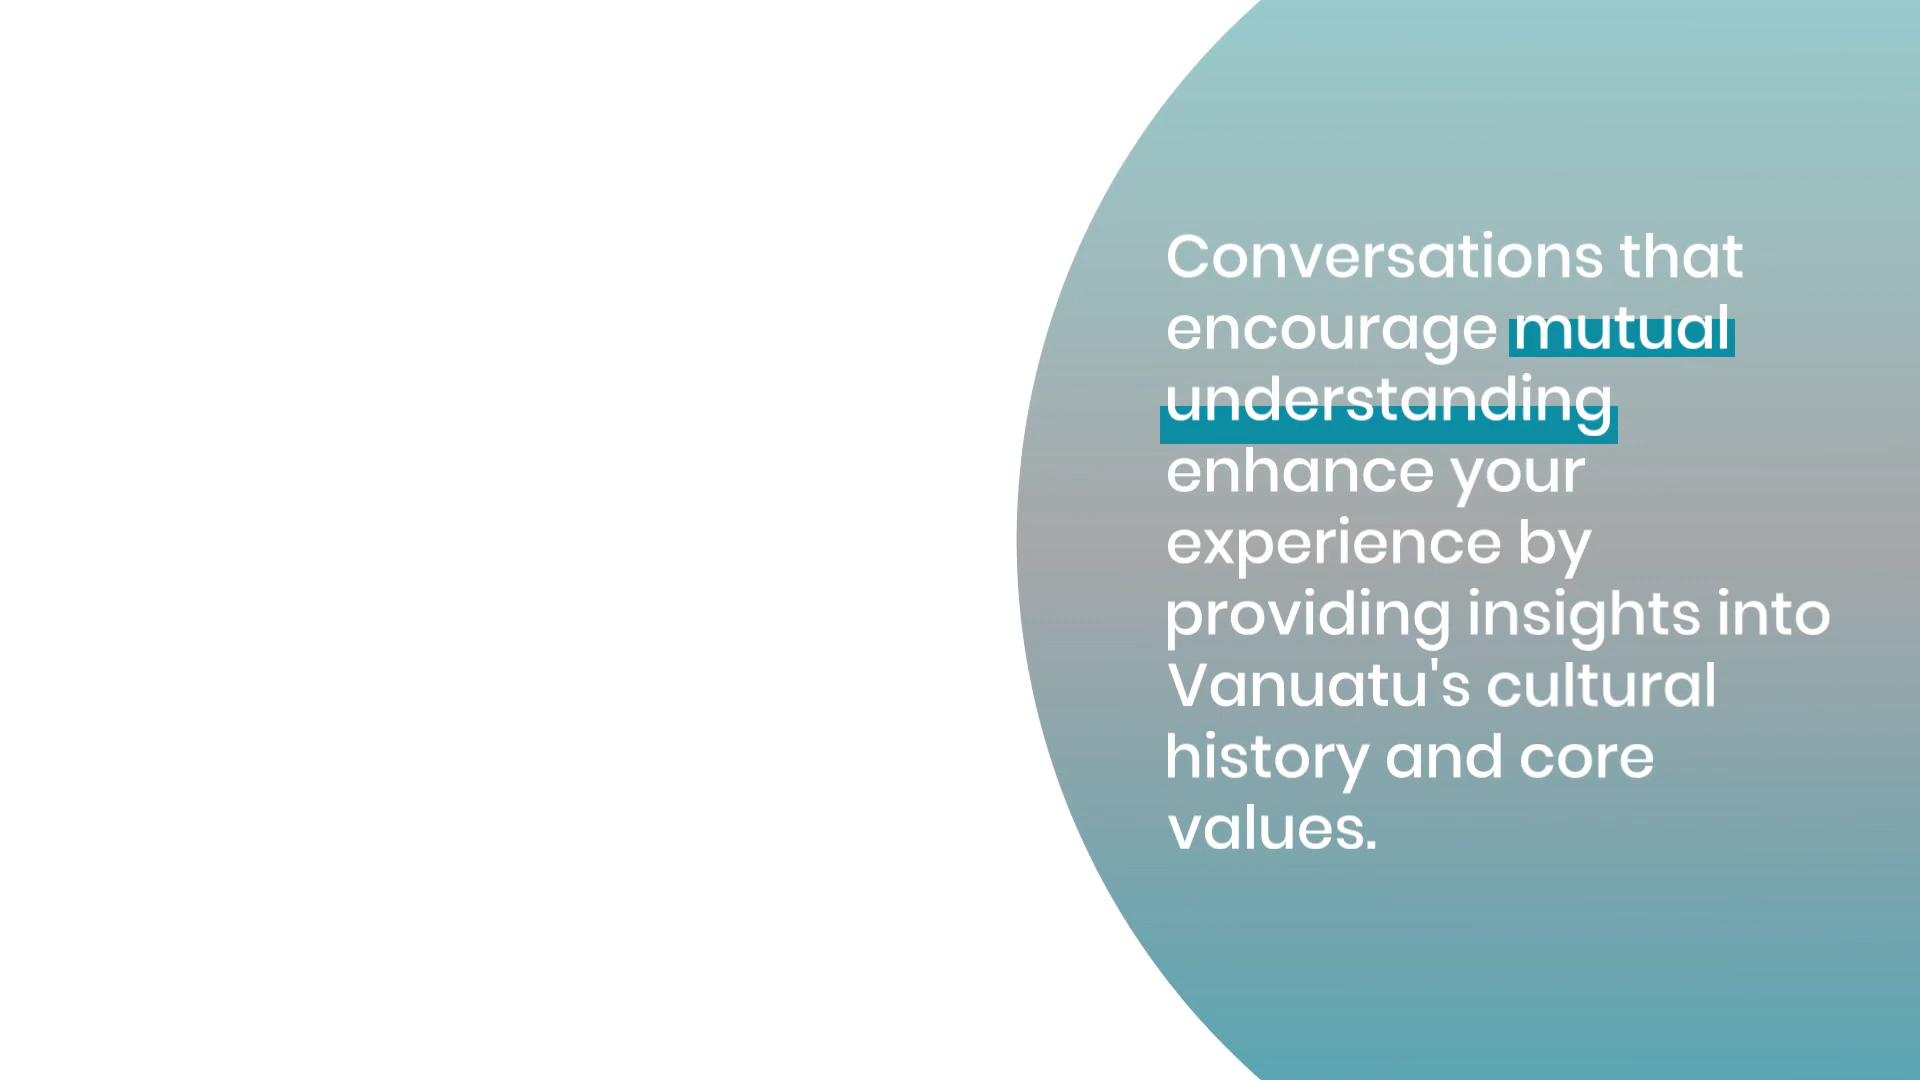 Conversations that
encourage mutual
understanding
enhance your
experience by
providing insights into
Vanuatu's cultural
history and core
values.